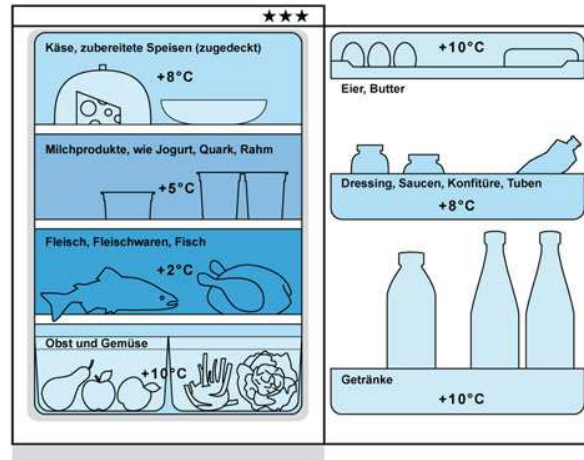 ★★★
Käse, zubereitete Speisen (zugedeckt)
+8°C
Milchprodukte, wie Jogurt, Quark, Rahm
+5°C
Fleisch, Fleischwaren, Fisch
+2°C
Obst und Gemüse
+10°C
+10°C
Eier, Butter
Dressing, Saucen, Konfitüre, Tuben
+8°C
Getränke
+10°C